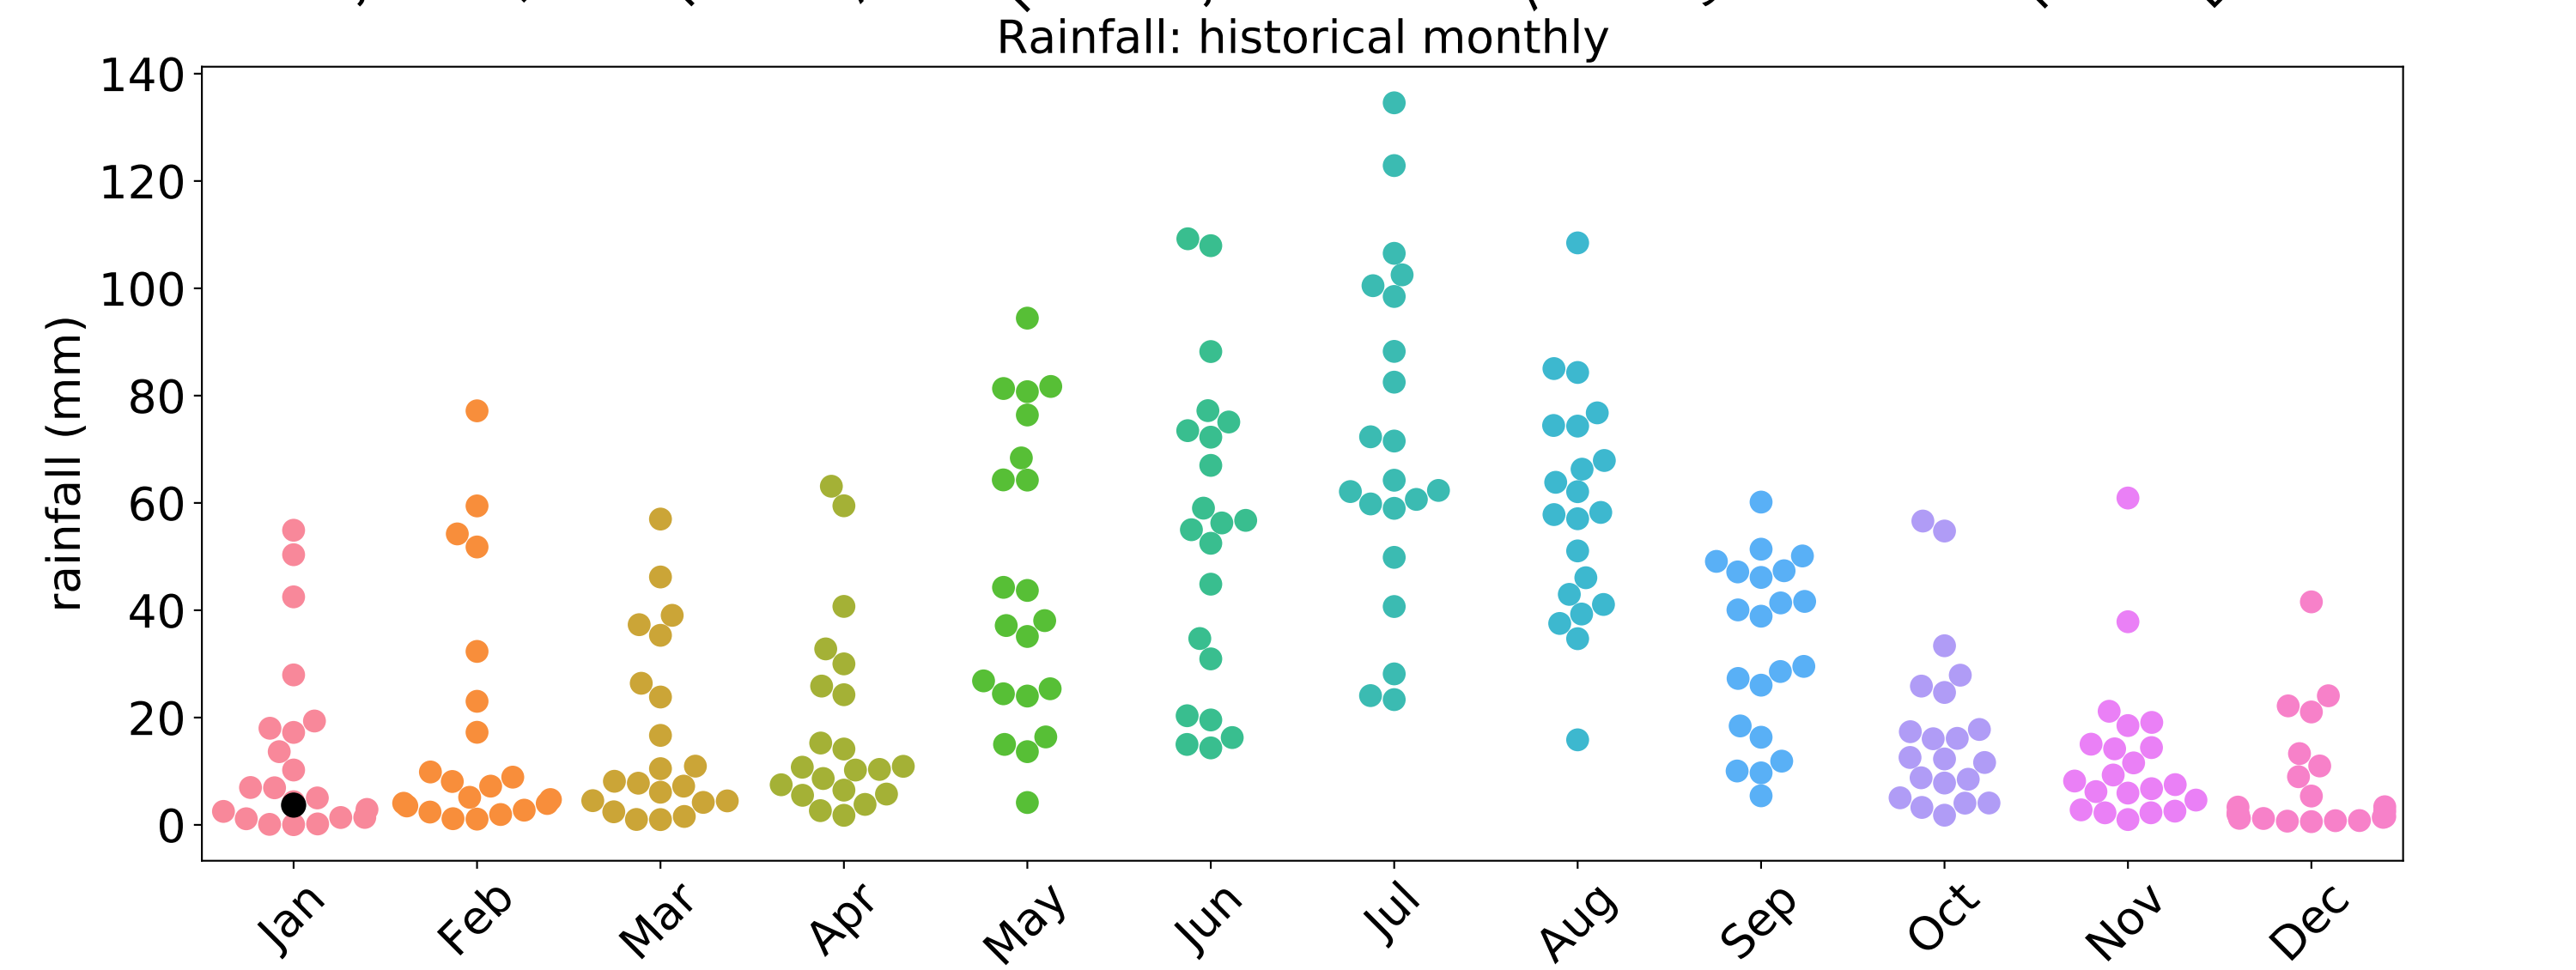 Rainfall: historical monthly
140
120
100
80
60
40
20
0
rainfall (mm)
Jan
Feb
Mar
Apr
May
Jun
Jul
Aug
Sep
Oct
Nov
Dec